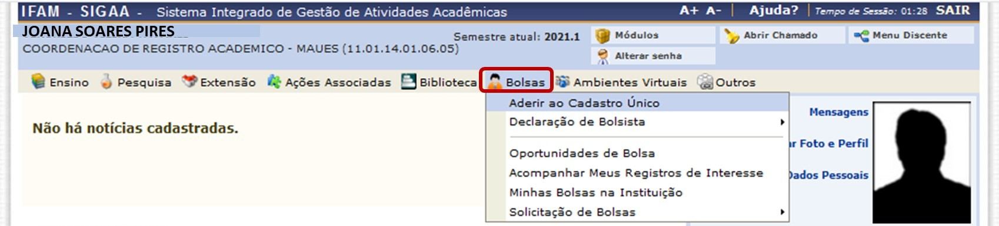 IFAM - SIGAA - Sistema Integrado de Gestão de Atividades Acadêmicas A+ A- | Ajuda? | Tempo de Sessão: 01:28 SAIR
JOANA SOARES PIRES
COORDENACAO DE REGISTRO ACADEMICO - MAUES (11.01.14.01.06.05)
Semestre atual: 2021.1
Módulos Abrir Chamado Menu Discente
Alterar senha
Ensino Pesquisa Extensão Ações Associadas Biblioteca Bolsas Ambientes Virtuais Outros
Não há notícias cadastradas.
Aderir ao Cadastro Único
Declaração de Bolsista
Oportunidades de Bolsa
Acompanhar Meus Registros de Interesse
Minhas Bolsas na Instituição
Solicitação de Bolsas
Mensagens
Foto e Perfil
Dados Pessoais